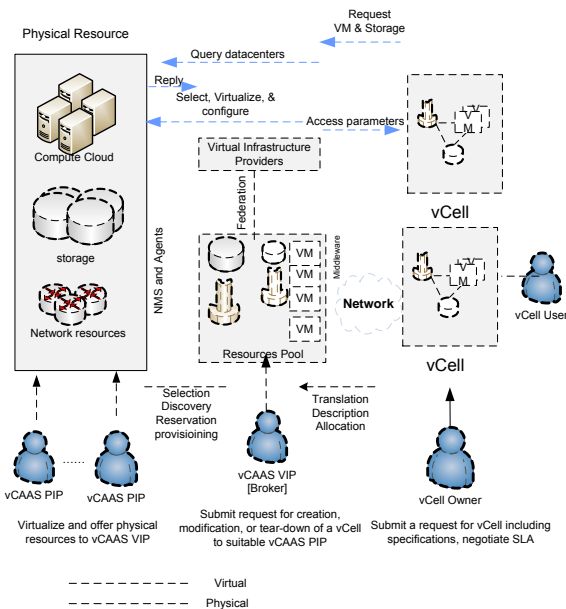 Request
VM & Storage
Physical Resource
Query datacenters
Reply
Select, Virtualize, &
configure
Access parameters
Compute Cloud
Virtual Infrastructure
Providers
V
V
M
vCell
Federation
storage
NMS and Agents
VM
VM
VM
VM
Middleware
Network
V
V
M
vCell User
Network resources
Resources Pool
vCell
Selection
Discovery
Reservation
provisioining
Translation
Description
Allocation
vCAAS PIP
......
vCAAS PIP
vCAAS VIP
[Broker]
vCell Owner
Virtualize and offer physical
resources to vCAAS VIP
Submit request for creation,
modification, or tear-down of a vCell
to suitable vCAAS PIP
Submit a request for vCell including
specifications, negotiate SLA
Virtual
Physical